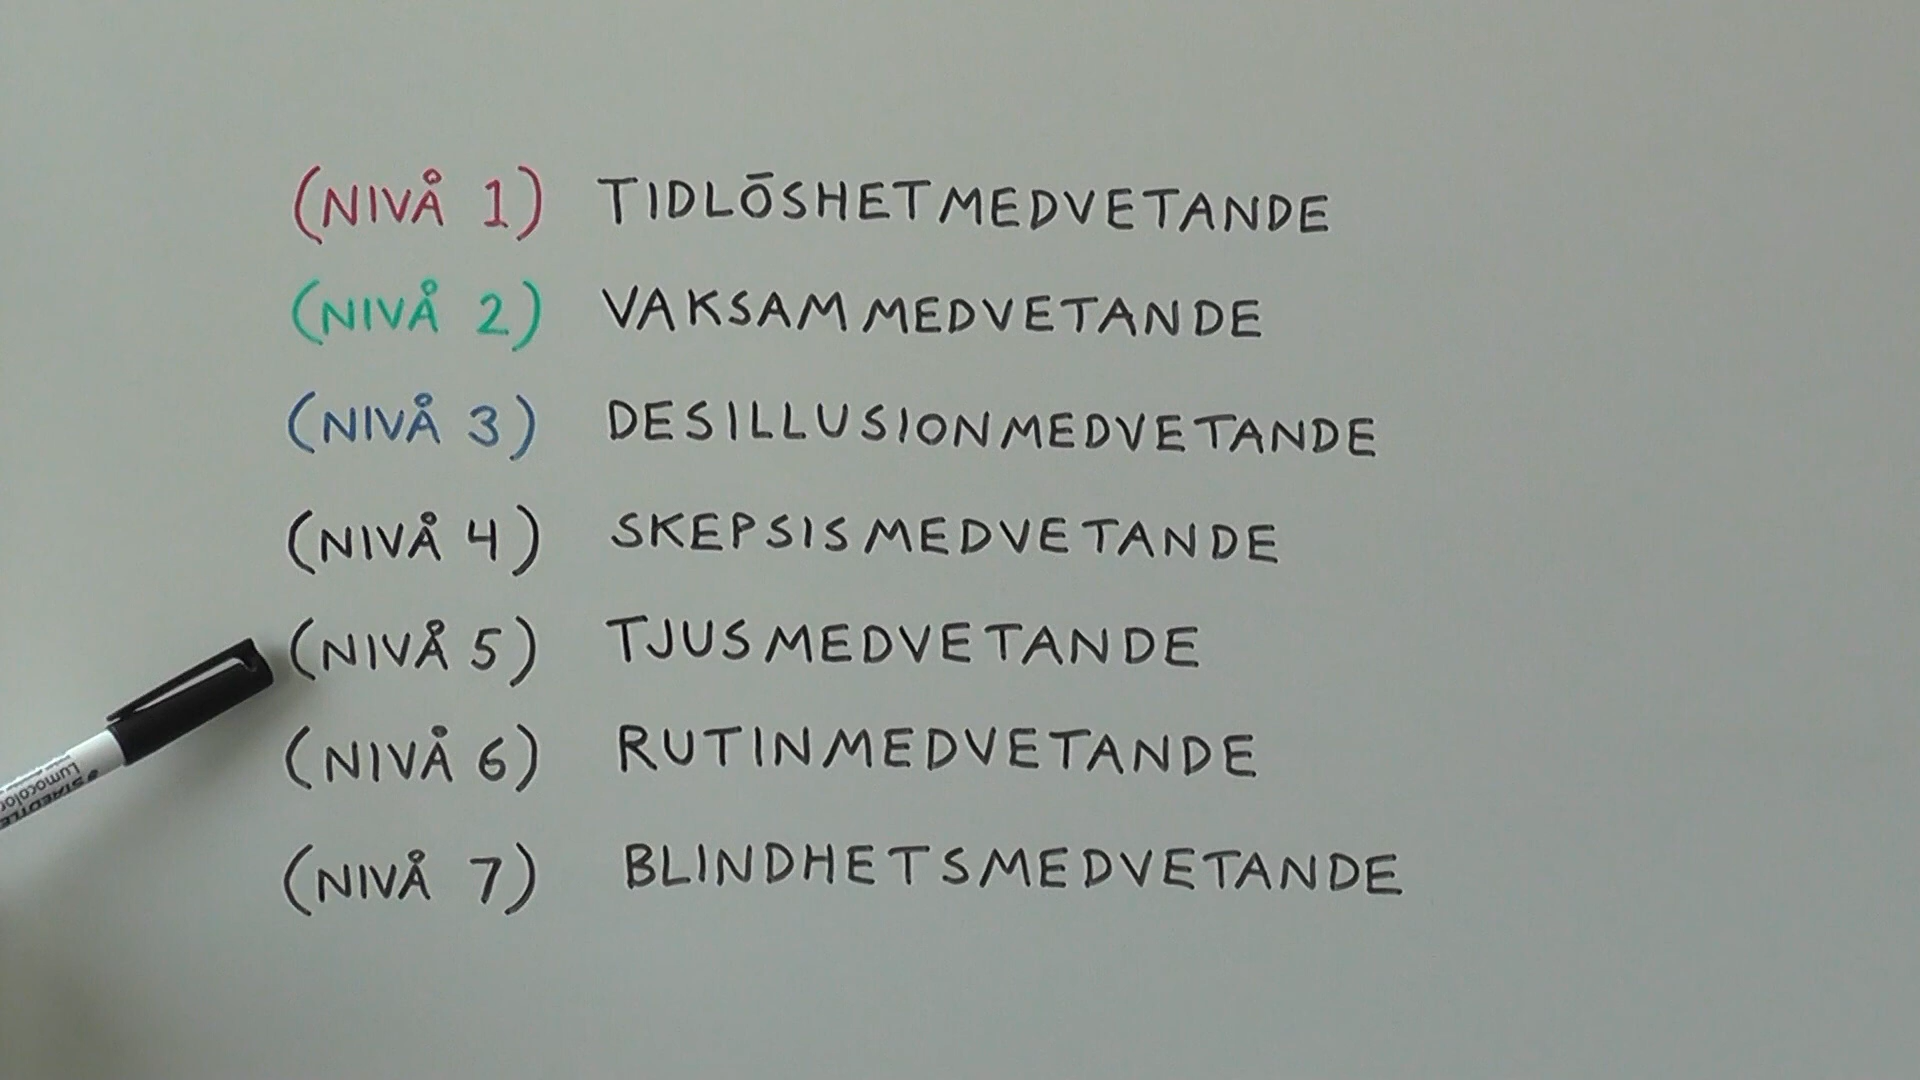 (NIVÅ 1) TIDLÖSHETMEDVETANDE
(NIVÅ 2) VAKSAMMEDVETANDE
(NIVÅ 3) DESILLUSIONMEDVETANDE
(NIVÅ 4) SKEPSISMEDVETANDE
(NIVÅ 5) TJUSMEDVETANDE
(NIVÅ 6) RUTINMEDVETANDE
(NIVÅ 7) BLINDHETSMEDVETANDE
Lumocolor